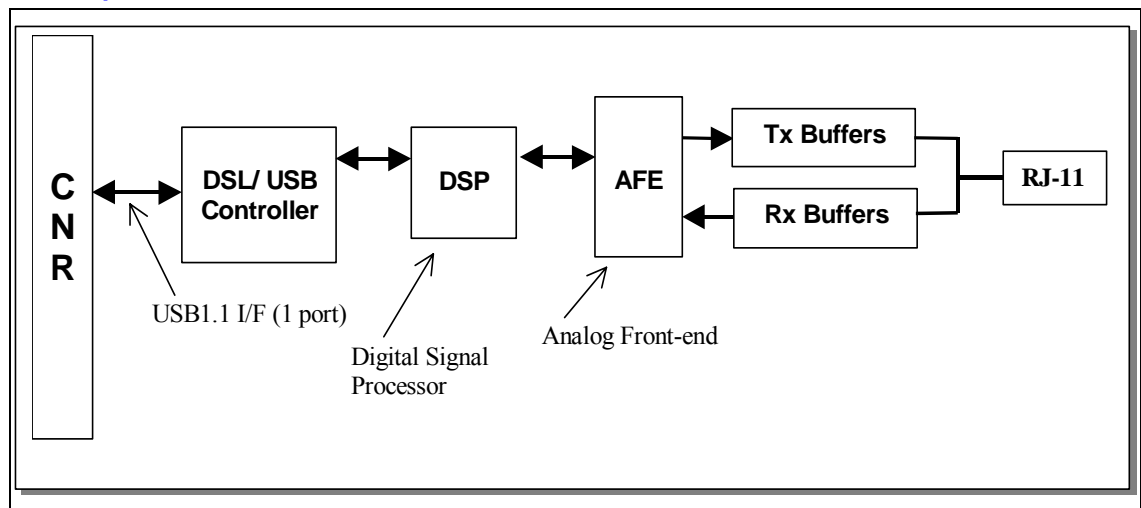 C
N
R
DSL/ USB
Controller
DSP
AFE
Tx Buffers
Rx Buffers
RJ-11
USB1.1 I/F (1 port)
Digital Signal
Processor
Analog Front-end